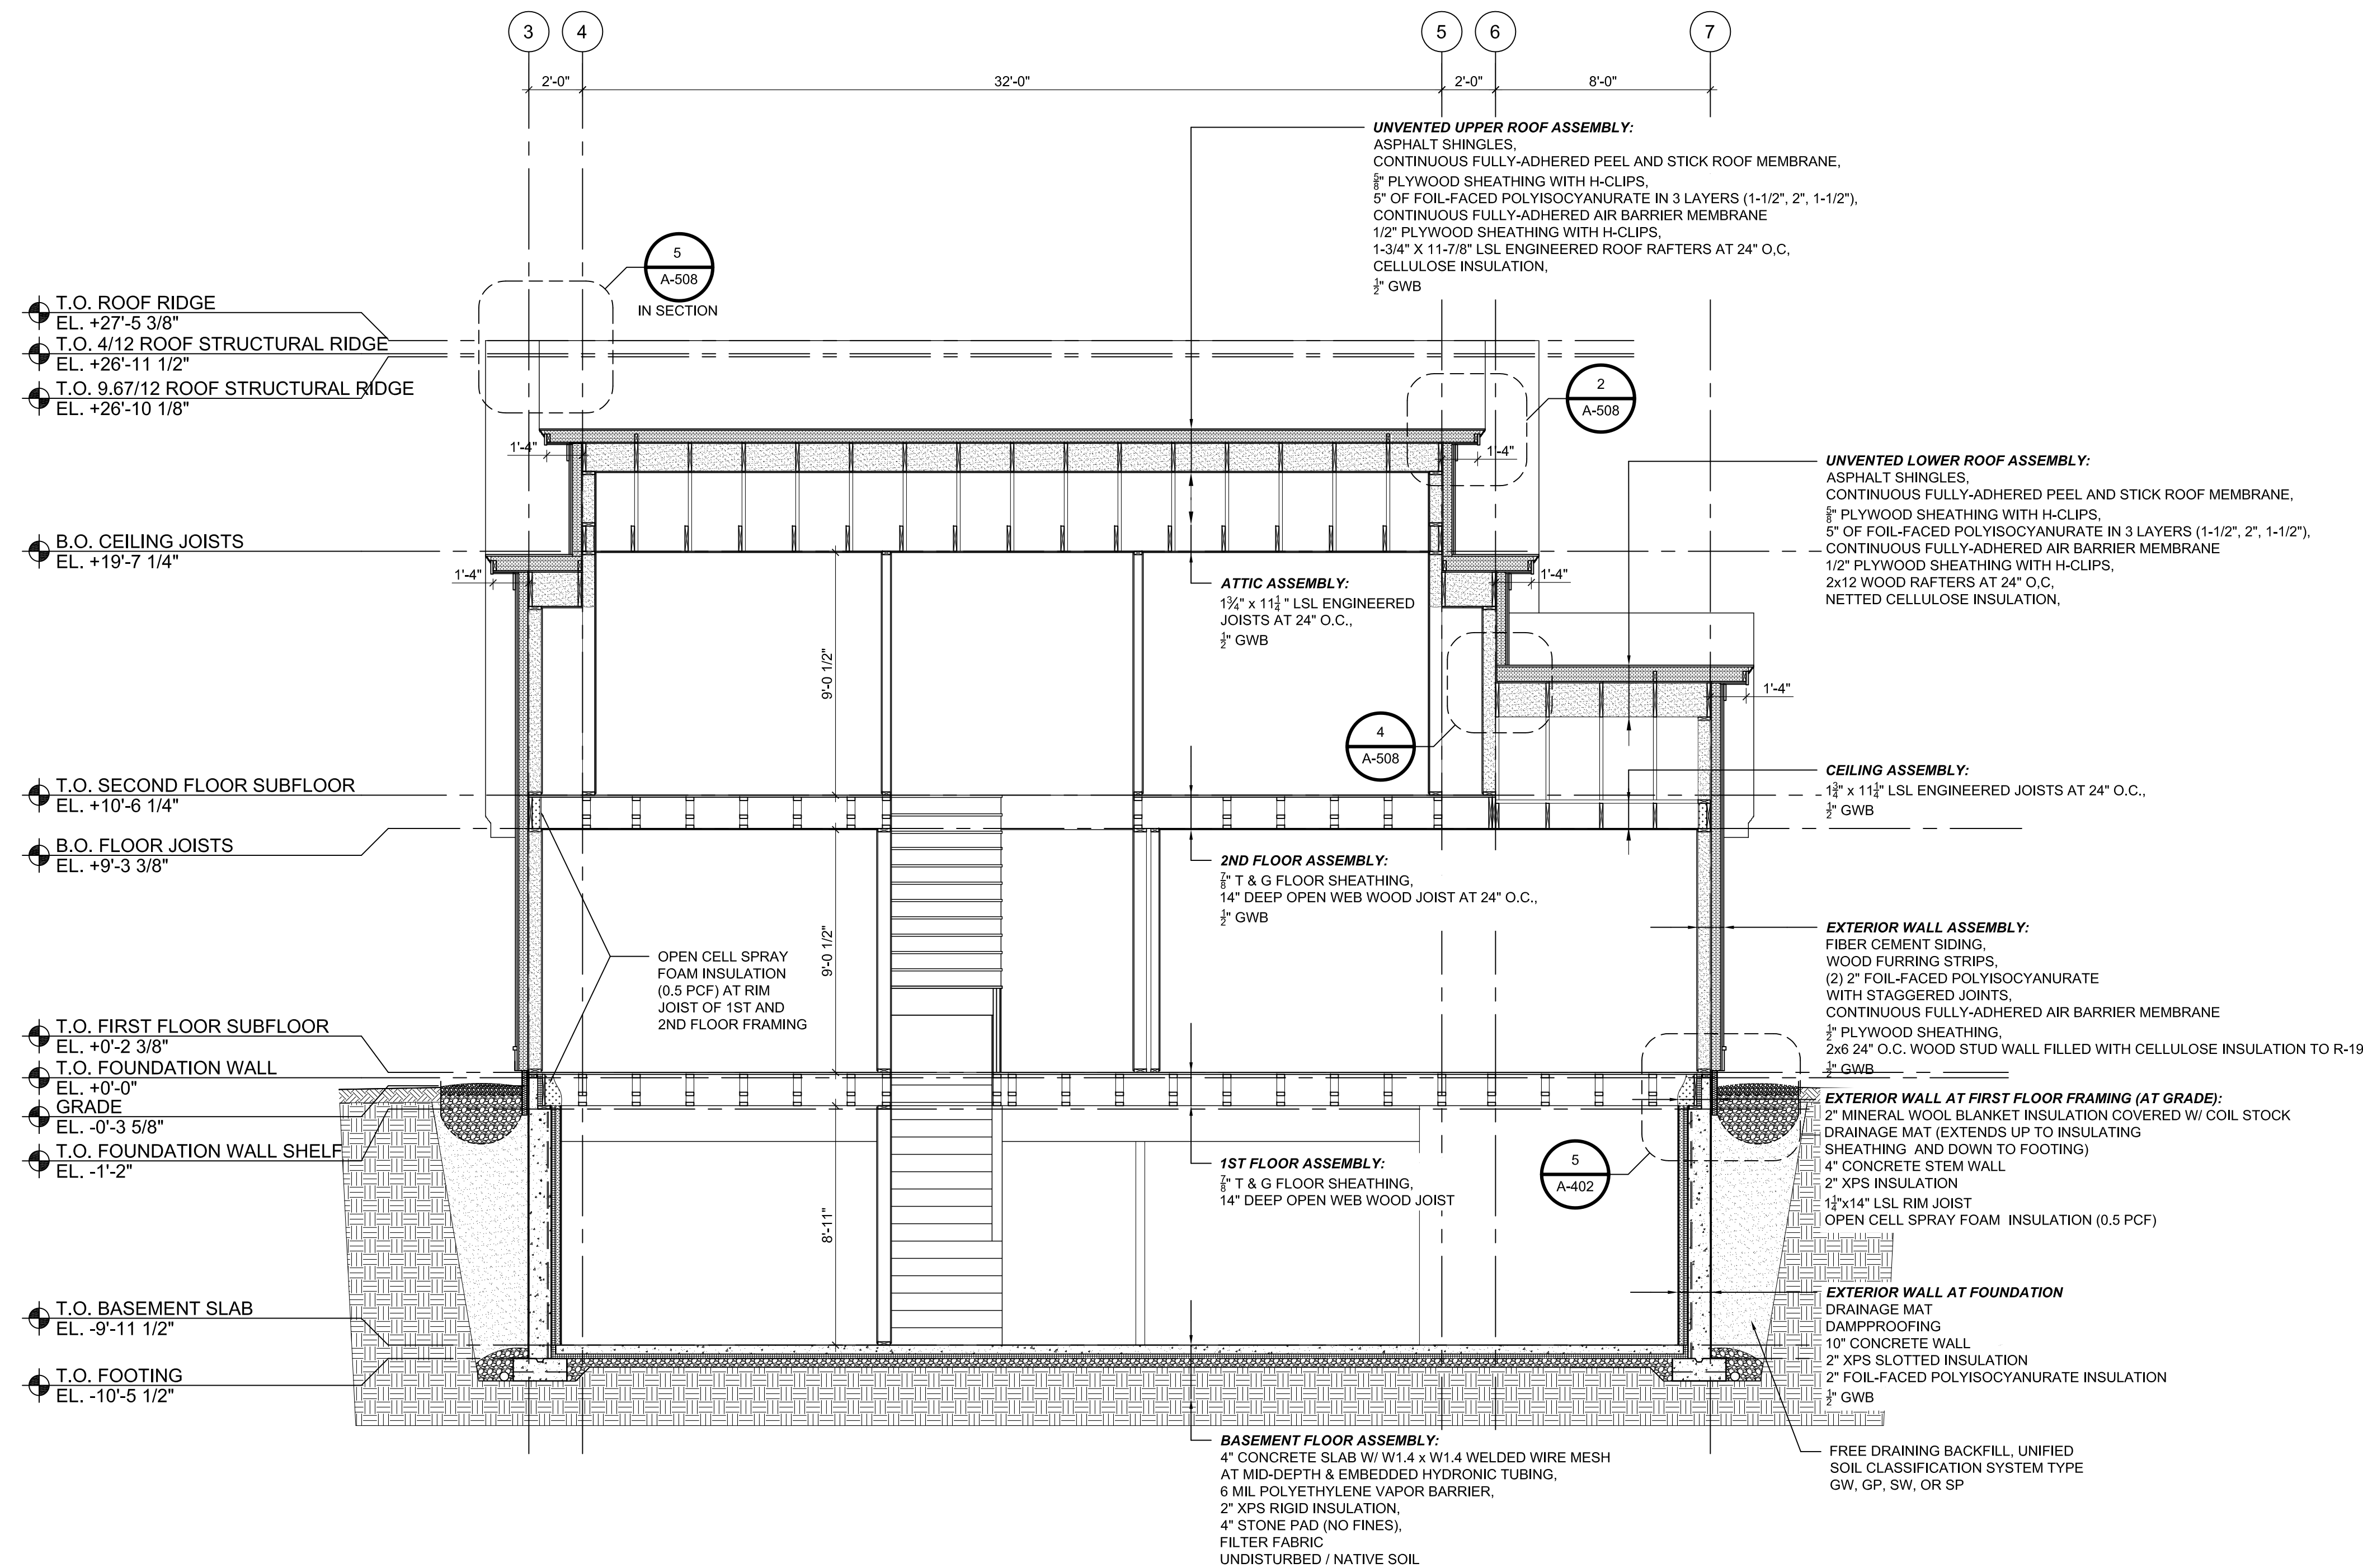 3
4
5
6
7
2'-0"
32'-0"
2'-0"
8'-0"
UNVENTED UPPER ROOF ASSEMBLY:
ASPHALT SHINGLES,
CONTINUOUS FULLY-ADHERED PEEL AND STICK ROOF MEMBRANE,
5/8" PLYWOOD SHEATHING WITH H-CLIPS,
5" OF FOIL-FACED POLYISOCYANURATE IN 3 LAYERS (1-1/2", 2", 1-1/2"),
CONTINUOUS FULLY-ADHERED AIR BARRIER MEMBRANE
1/2" PLYWOOD SHEATHING WITH H-CLIPS,
1-3/4" X 11-7/8" LSL ENGINEERED ROOF RAFTERS AT 24" O,C,
CELLULOSE INSULATION,
1/2" GWB
5
A-508
IN SECTION
T.O. ROOF RIDGE
EL. +27'-5 3/8"
T.O. 4/12 ROOF STRUCTURAL RIDGE
EL. +26'-11 1/2"
T.O. 9.67/12 ROOF STRUCTURAL RIDGE
EL. +26'-10 1/8"
2
A-508
1'-4"
1'-4"
UNVENTED LOWER ROOF ASSEMBLY:
ASPHALT SHINGLES,
CONTINUOUS FULLY-ADHERED PEEL AND STICK ROOF MEMBRANE,
5/8" PLYWOOD SHEATHING WITH H-CLIPS,
5" OF FOIL-FACED POLYISOCYANURATE IN 3 LAYERS (1-1/2", 2", 1-1/2"),
CONTINUOUS FULLY-ADHERED AIR BARRIER MEMBRANE
1/2" PLYWOOD SHEATHING WITH H-CLIPS,
2x12 WOOD RAFTERS AT 24" O,C,
NETTED CELLULOSE INSULATION,
B.O. CEILING JOISTS
EL. +19'-7 1/4"
1'-4"
1'-4"
ATTIC ASSEMBLY:
1 3/4" x 11 1/4" LSL ENGINEERED
JOISTS AT 24" O.C.,
1/2" GWB
9'-0 1/2"
1'-4"
4
A-508
T.O. SECOND FLOOR SUBFLOOR
EL. +10'-6 1/4"
CEILING ASSEMBLY:
1 3/4" x 11 1/4" LSL ENGINEERED JOISTS AT 24" O.C.,
1/2" GWB
B.O. FLOOR JOISTS
EL. +9'-3 3/8"
2ND FLOOR ASSEMBLY:
7/8" T & G FLOOR SHEATHING,
14" DEEP OPEN WEB WOOD JOIST AT 24" O.C.,
1/2" GWB
9'-0 1/2"
OPEN CELL SPRAY
FOAM INSULATION
(0.5 PCF) AT RIM
JOIST OF 1ST AND
2ND FLOOR FRAMING
EXTERIOR WALL ASSEMBLY:
FIBER CEMENT SIDING,
WOOD FURRING STRIPS,
(2) 2" FOIL-FACED POLYISOCYANURATE
WITH STAGGERED JOINTS,
CONTINUOUS FULLY-ADHERED AIR BARRIER MEMBRANE
1/2" PLYWOOD SHEATHING,
2x6 24" O.C. WOOD STUD WALL FILLED WITH CELLULOSE INSULATION TO R-19
1/2" GWB
T.O. FIRST FLOOR SUBFLOOR
EL. +0'-2 3/8"
T.O. FOUNDATION WALL
EL. +0'-0"
GRADE
EL. -0'-3 5/8"
T.O. FOUNDATION WALL SHELF
EL. -1'-2"
EXTERIOR WALL AT FIRST FLOOR FRAMING (AT GRADE):
2" MINERAL WOOL BLANKET INSULATION COVERED W/ COIL STOCK
DRAINAGE MAT (EXTENDS UP TO INSULATING
SHEATHING AND DOWN TO FOOTING)
4" CONCRETE STEM WALL
2" XPS INSULATION
1 1/4"x14" LSL RIM JOIST
OPEN CELL SPRAY FOAM INSULATION (0.5 PCF)
1ST FLOOR ASSEMBLY:
7/8" T & G FLOOR SHEATHING,
14" DEEP OPEN WEB WOOD JOIST
5
A-402
8'-11"
T.O. BASEMENT SLAB
EL. -9'-11 1/2"
T.O. FOOTING
EL. -10'-5 1/2"
EXTERIOR WALL AT FOUNDATION
DRAINAGE MAT
DAMPPROOFING
10" CONCRETE WALL
2" XPS SLOTTED INSULATION
2" FOIL-FACED POLYISOCYANURATE INSULATION
1/2" GWB
BASEMENT FLOOR ASSEMBLY:
4" CONCRETE SLAB W/ W1.4 x W1.4 WELDED WIRE MESH
AT MID-DEPTH & EMBEDDED HYDRONIC TUBING,
6 MIL POLYETHYLENE VAPOR BARRIER,
2" XPS RIGID INSULATION,
4" STONE PAD (NO FINES),
FILTER FABRIC
UNDISTURBED / NATIVE SOIL
FREE DRAINING BACKFILL, UNIFIED
SOIL CLASSIFICATION SYSTEM TYPE
GW, GP, SW, OR SP